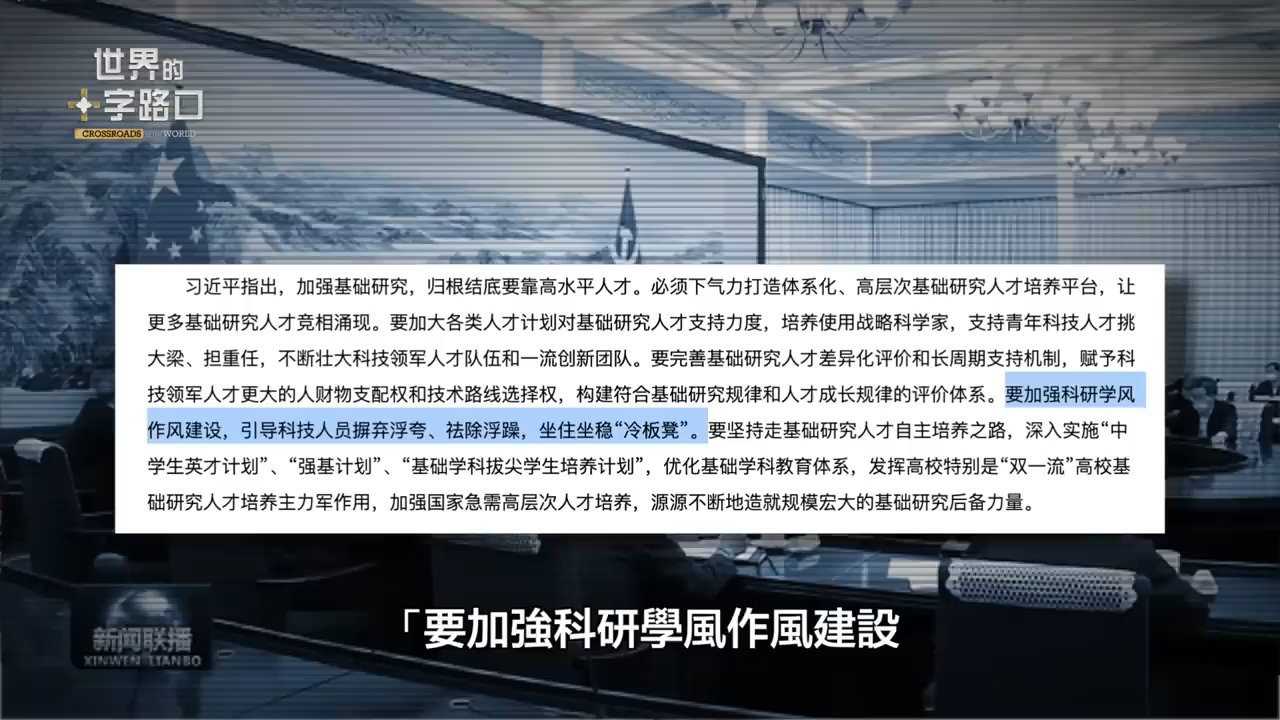 世界的
十字路口
CROSSROADS OF THE WORLD
习近平指出，加强基础研究，归根结底要靠高水平人才。必须下气力打造体系化、高层次基础研究人才培养平台，让
更多基础研究人才竞相涌现。要加大各类人才计划对基础研究人才支持力度，培养使用战略科学家，支持青年科技人才挑
大梁、担重任，不断壮大科技领军人才队伍和一流创新团队。要完善基础研究人才差异化评价和长周期支持机制，赋予科
技领军人才更大的人财物支配权和技术路线选择权，构建符合基础研究规律和人才成长规律的评价体系。要加强科研学风
作风建设，引导科技人员摒弃浮夸、祛除浮躁，坐住坐稳“冷板凳”。要坚持走基础研究人才自主培养之路，深入实施“中
学生英才计划”、“强基计划”、“基础学科拔尖学生培养计划”，优化基础学科教育体系，发挥高校特别是“双一流”高校基
础研究人才培养主力军作用，加强国家急需高层次人才培养，源源不断地造就规模宏大的基础研究后备力量。
「要加強科研學風作風建設
新闻联播
XINWEN LIANBO